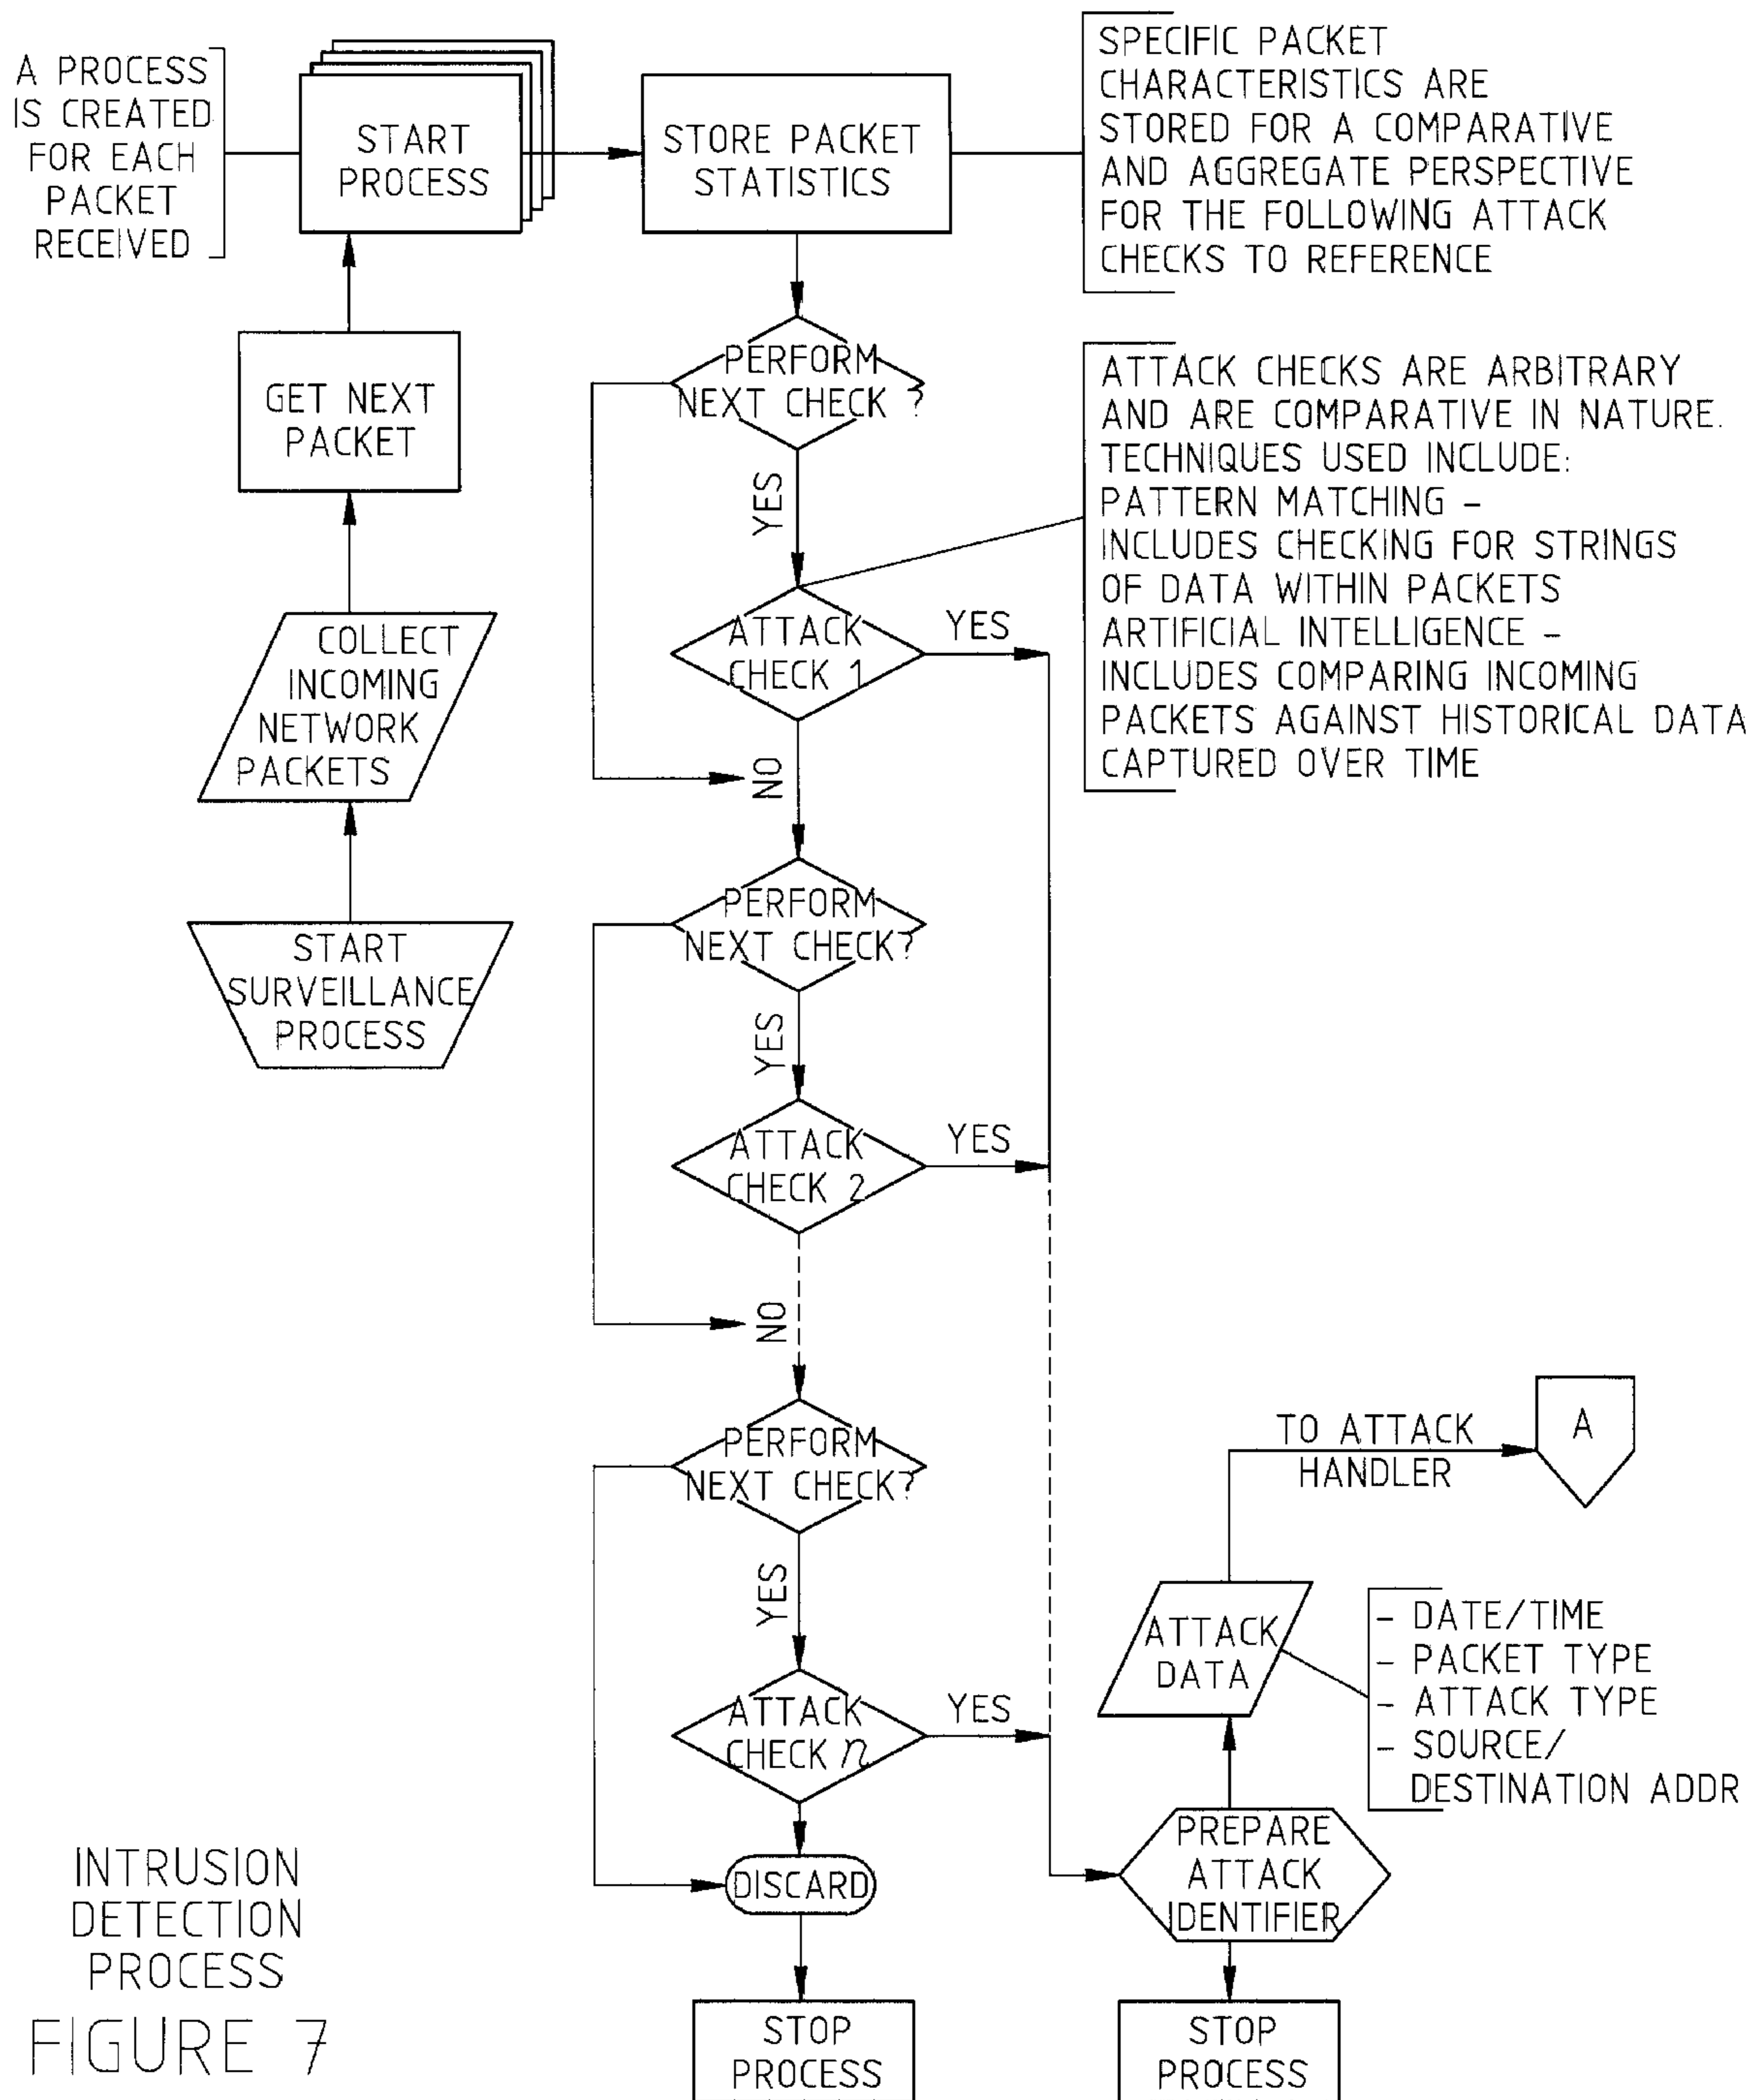 A PROCESS
IS CREATED
FOR EACH
PACKET
RECEIVED
START
PROCESS
STORE PACKET
STATISTICS
SPECIFIC PACKET
CHARACTERISTICS ARE
STORED FOR A COMPARATIVE
AND AGGREGATE PERSPECTIVE
FOR THE FOLLOWING ATTACK
CHECKS TO REFERENCE
GET NEXT
PACKET
COLLECT
INCOMING
NETWORK
PACKETS
START
SURVEILLANCE
PROCESS
PERFORM
NEXT CHECK ?
YES
ATTACK CHECKS ARE ARBITRARY
AND ARE COMPARATIVE IN NATURE.
TECHNIQUES USED INCLUDE:
PATTERN MATCHING –
INCLUDES CHECKING FOR STRINGS
OF DATA WITHIN PACKETS
ARTIFICIAL INTELLIGENCE –
INCLUDES COMPARING INCOMING
PACKETS AGAINST HISTORICAL DATA
CAPTURED OVER TIME
ATTACK
CHECK 1
YES
NO
PERFORM
NEXT CHECK?
YES
ATTACK
CHECK 2
YES
NO
PERFORM
NEXT CHECK?
YES
ATTACK
CHECK n
YES
DISCARD
STOP
PROCESS
TO ATTACK
HANDLER
A
ATTACK
DATA
– DATE/TIME
– PACKET TYPE
– ATTACK TYPE
– SOURCE/
DESTINATION ADDR
PREPARE
ATTACK
IDENTIFIER
STOP
PROCESS
INTRUSION
DETECTION
PROCESS
FIGURE 7